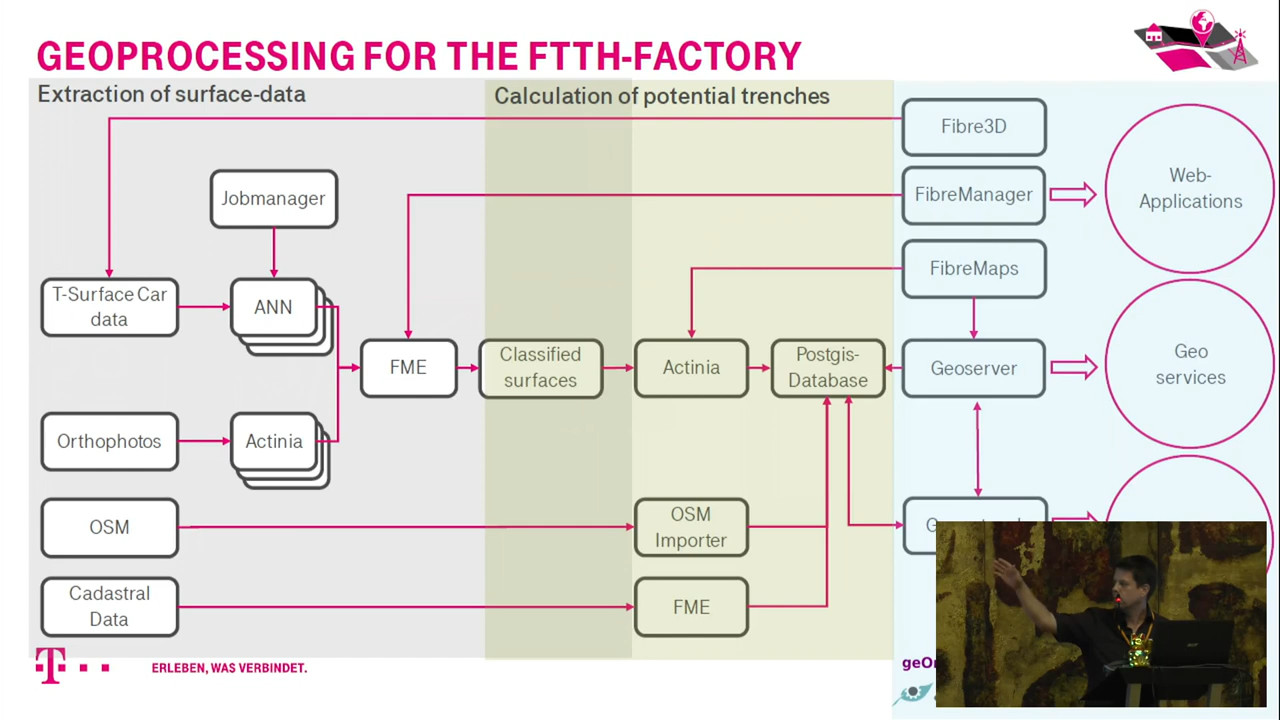 GEOPROCESSING FOR THE FTTH-FACTORY
Extraction of surface-data
Calculation of potential trenches
Fibre3D
Web-
Applications
Jobmanager
FibreManager
FibreMaps
T-Surface Car
data
ANN
FME
Classified
surfaces
Actinia
Postgis-
Database
Geoserver
Geo
services
Orthophotos
Actinia
OSM
OSM
Importer
Cadastral
Data
FME
T
ERLEBEN, WAS VERBINDET.